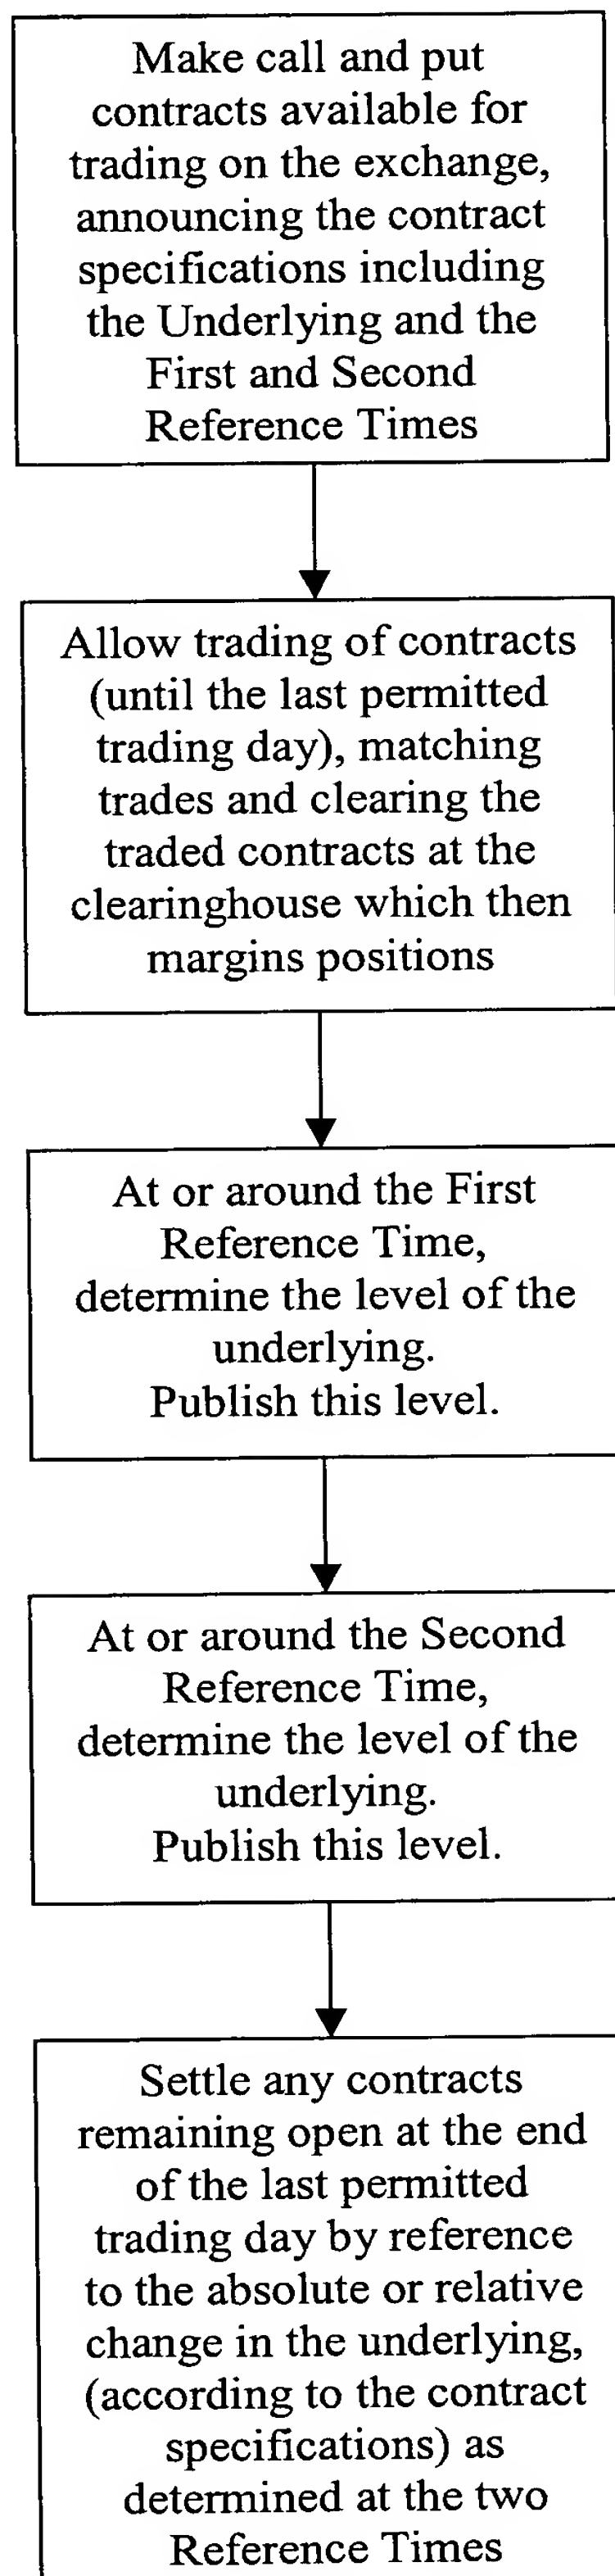 Make call and put
contracts available for
trading on the exchange,
announcing the contract
specifications including
the Underlying and the
First and Second
Reference Times
Allow trading of contracts
(until the last permitted
trading day), matching
trades and clearing the
traded contracts at the
clearinghouse which then
margins positions
At or around the First
Reference Time,
determine the level of the
underlying.
Publish this level.
At or around the Second
Reference Time,
determine the level of the
underlying.
Publish this level.
Settle any contracts
remaining open at the end
of the last permitted
trading day by reference
to the absolute or relative
change in the underlying,
(according to the contract
specifications) as
determined at the two
Reference Times